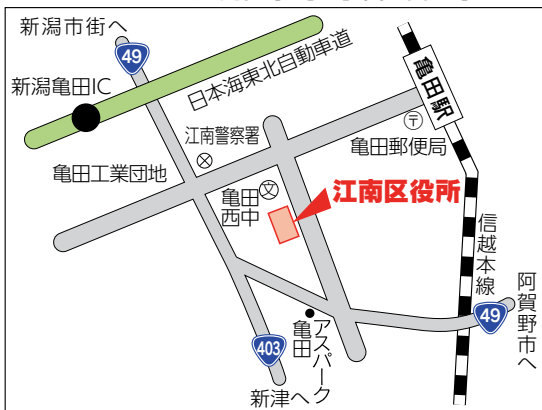 新潟市街へ
49
新潟亀田IC
日本海東北自動車道
亀田駅
江南警察署
〒
亀田郵便局
亀田工業団地
文
亀田
西中
江南区役所
信越本線
阿賀野市へ
49
亀田
アスパーク
403
新津へ